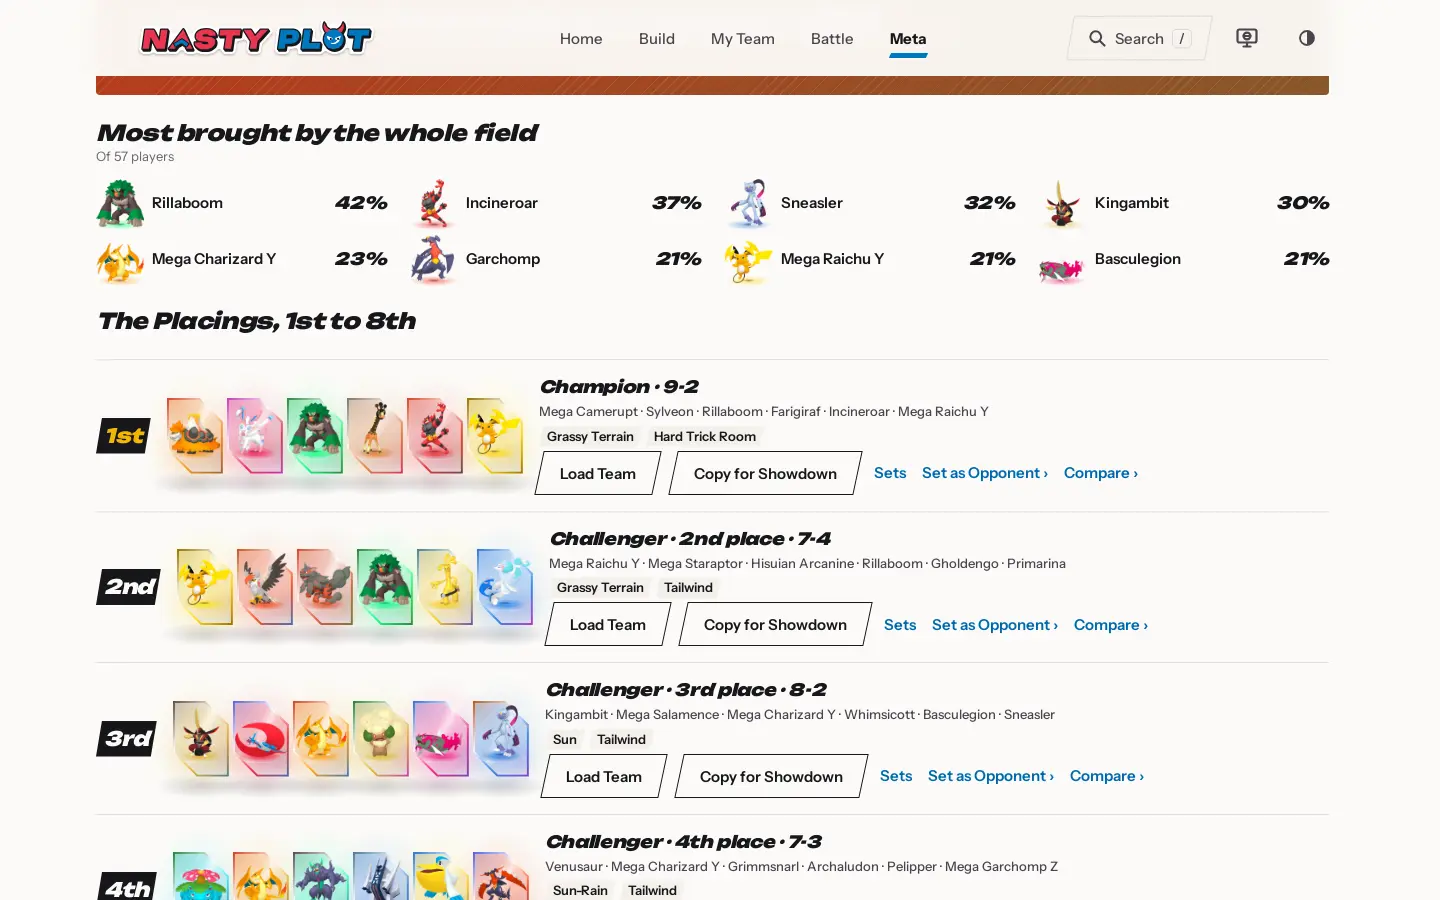 NASTY PLOT
Home
Build
My Team
Battle
Meta
Search /
Most brought by the whole field
Of 57 players
Rillaboom 42%
Incineroar 37%
Sneasler 32%
Kingambit 30%
Mega Charizard Y 23%
Garchomp 21%
Mega Raichu Y 21%
Basculegion 21%
The Placings, 1st to 8th
1st
Champion · 9-2
Mega Camerupt · Sylveon · Rillaboom · Farigiraf · Incineroar · Mega Raichu Y
Grassy Terrain Hard Trick Room
Load Team Copy for Showdown Sets Set as Opponent › Compare ›
2nd
Challenger · 2nd place · 7-4
Mega Raichu Y · Mega Staraptor · Hisuian Arcanine · Rillaboom · Gholdengo · Primarina
Grassy Terrain Tailwind
Load Team Copy for Showdown Sets Set as Opponent › Compare ›
3rd
Challenger · 3rd place · 8-2
Kingambit · Mega Salamence · Mega Charizard Y · Whimsicott · Basculegion · Sneasler
Sun Tailwind
Load Team Copy for Showdown Sets Set as Opponent › Compare ›
4th
Challenger · 4th place · 7-3
Venusaur · Mega Charizard Y · Grimmsnarl · Archaludon · Pelipper · Mega Garchomp Z
Sun-Rain Tailwind